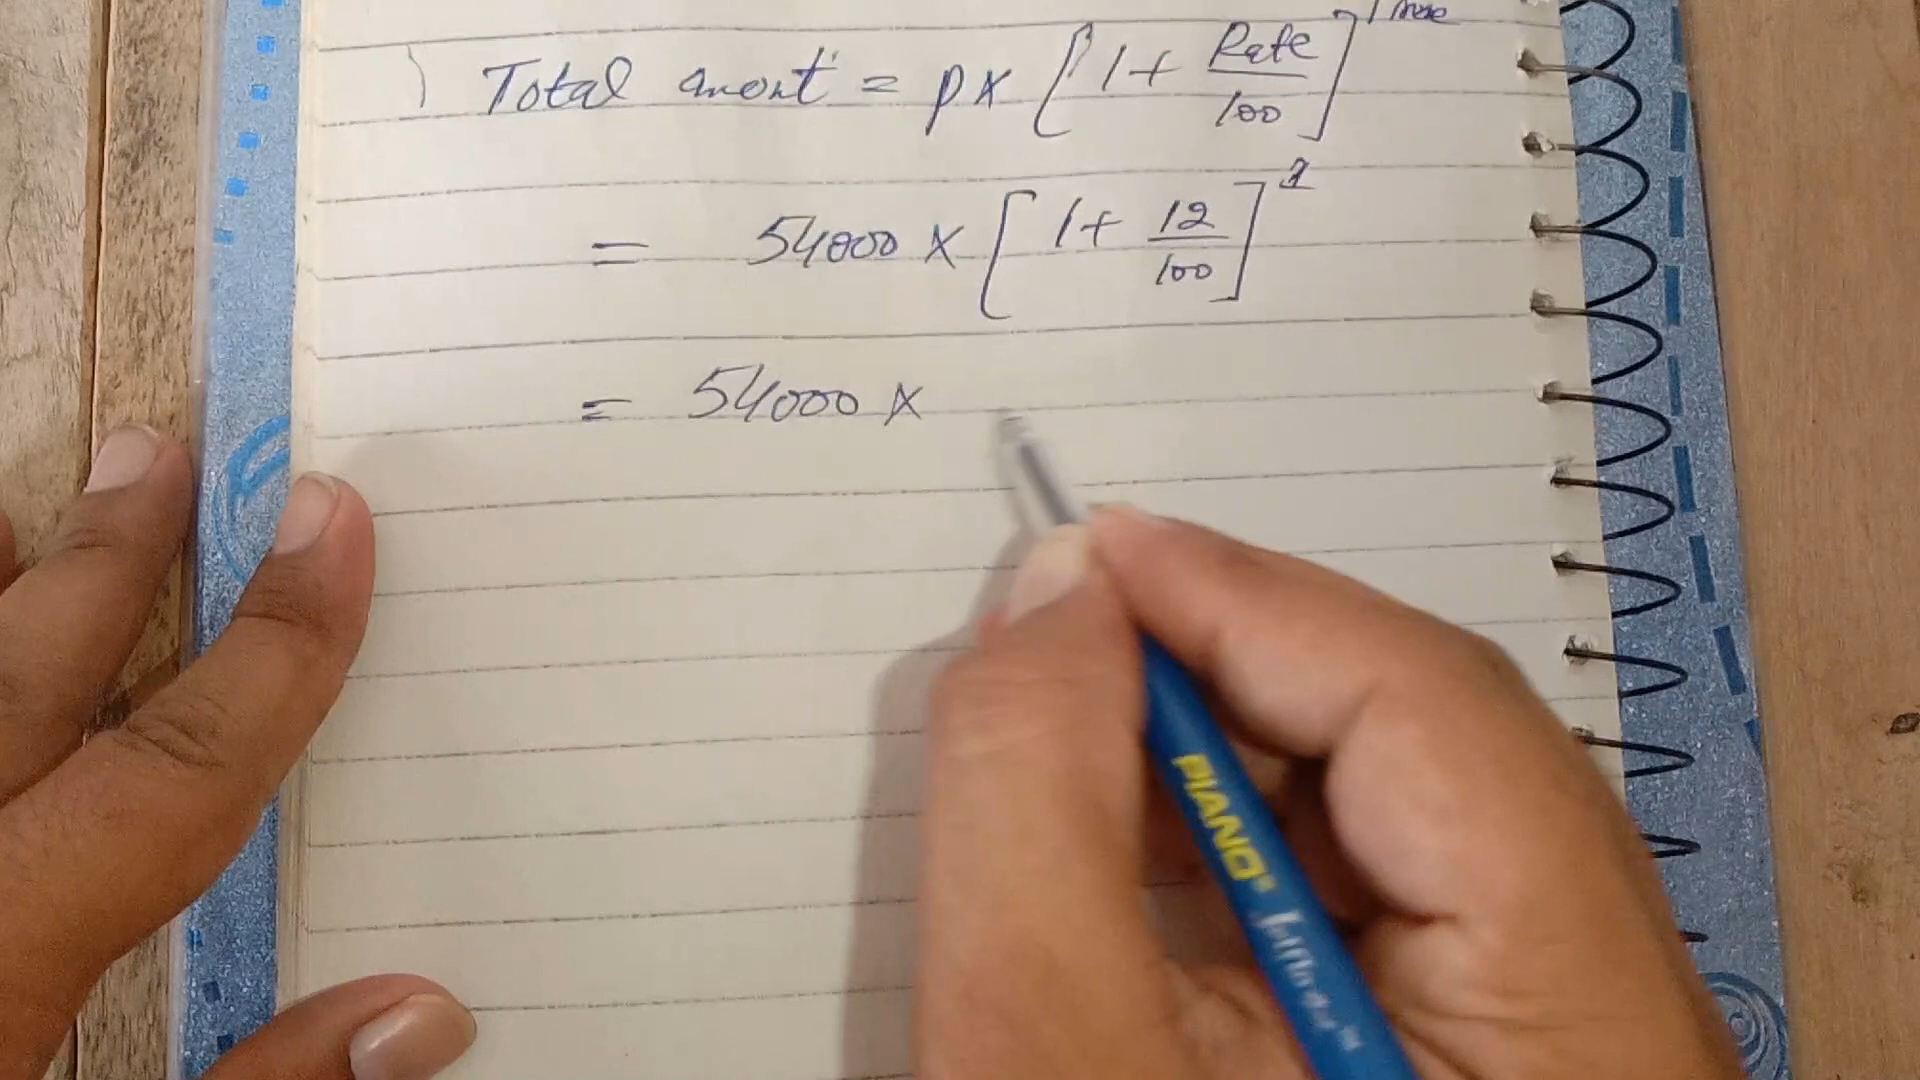 Time
Total amont = P x [1 + Rate/100]
= 54000 x [1 + 12/100]^2
= 54000 x
PIANO